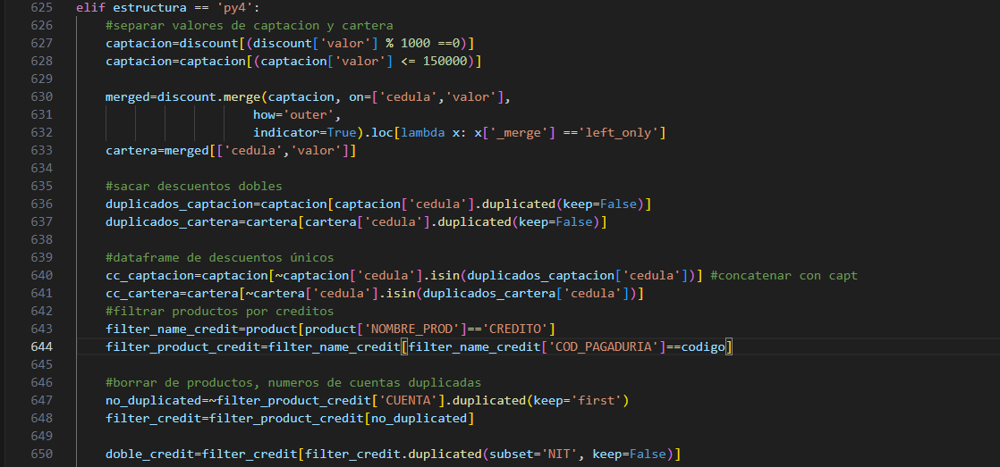 625 elif estructura == 'py4':
626 #separar valores de captacion y cartera
627 captacion=discount[(discount['valor'] % 1000 ==0)]
628 captacion=captacion[(captacion['valor'] <= 150000)]
629
630 merged=discount.merge(captacion, on=['cedula','valor'],
631 how='outer',
632 indicator=True).loc[lambda x: x['_merge'] =='left_only']
633 cartera=merged[['cedula','valor']]
634
635 #sacar descuentos dobles
636 duplicados_captacion=captacion[captacion['cedula'].duplicated(keep=False)]
637 duplicados_cartera=cartera[cartera['cedula'].duplicated(keep=False)]
638
639 #dataframe de descuentos únicos
640 cc_captacion=captacion[~captacion['cedula'].isin(duplicados_captacion['cedula'])] #concatenar con capt
641 cc_cartera=cartera[~cartera['cedula'].isin(duplicados_cartera['cedula'])]
642 #filtrar productos por creditos
643 filter_name_credit=product[product['NOMBRE_PROD']=='CREDITO']
644 filter_product_credit=filter_name_credit[filter_name_credit['COD_PAGADURIA']==codigo]
645
646 #borrar de productos, numeros de cuentas duplicadas
647 no_duplicated=~filter_product_credit['CUENTA'].duplicated(keep='first')
648 filter_credit=filter_product_credit[no_duplicated]
649
650 doble_credit=filter_credit[filter_credit.duplicated(subset='NIT', keep=False)]